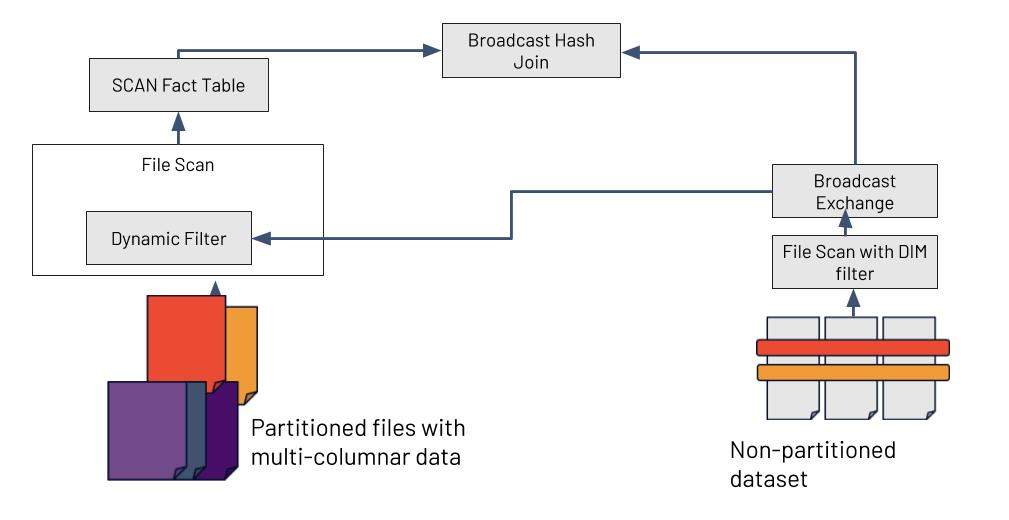 Broadcast Hash
Join
SCAN Fact Table
File Scan
Dynamic Filter
Broadcast
Exchange
File Scan with DIM
filter
Partitioned files with
multi-columnar data
Non-partitioned
dataset